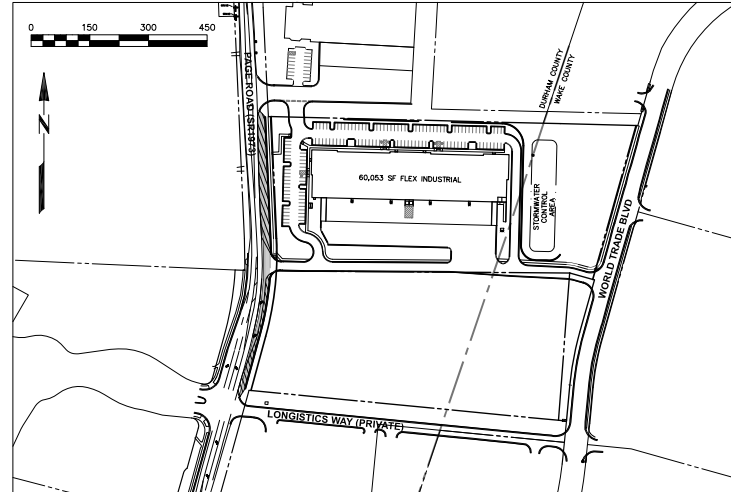 0 150 300 450
N
PAGE ROAD (SR1973)
DURHAM COUNTY
WAKE COUNTY
60,053 SF FLEX INDUSTRIAL
STORMWATER
CONTROL
AREA
WORLD TRADE BLVD
LONGISTICS WAY (PRIVATE)